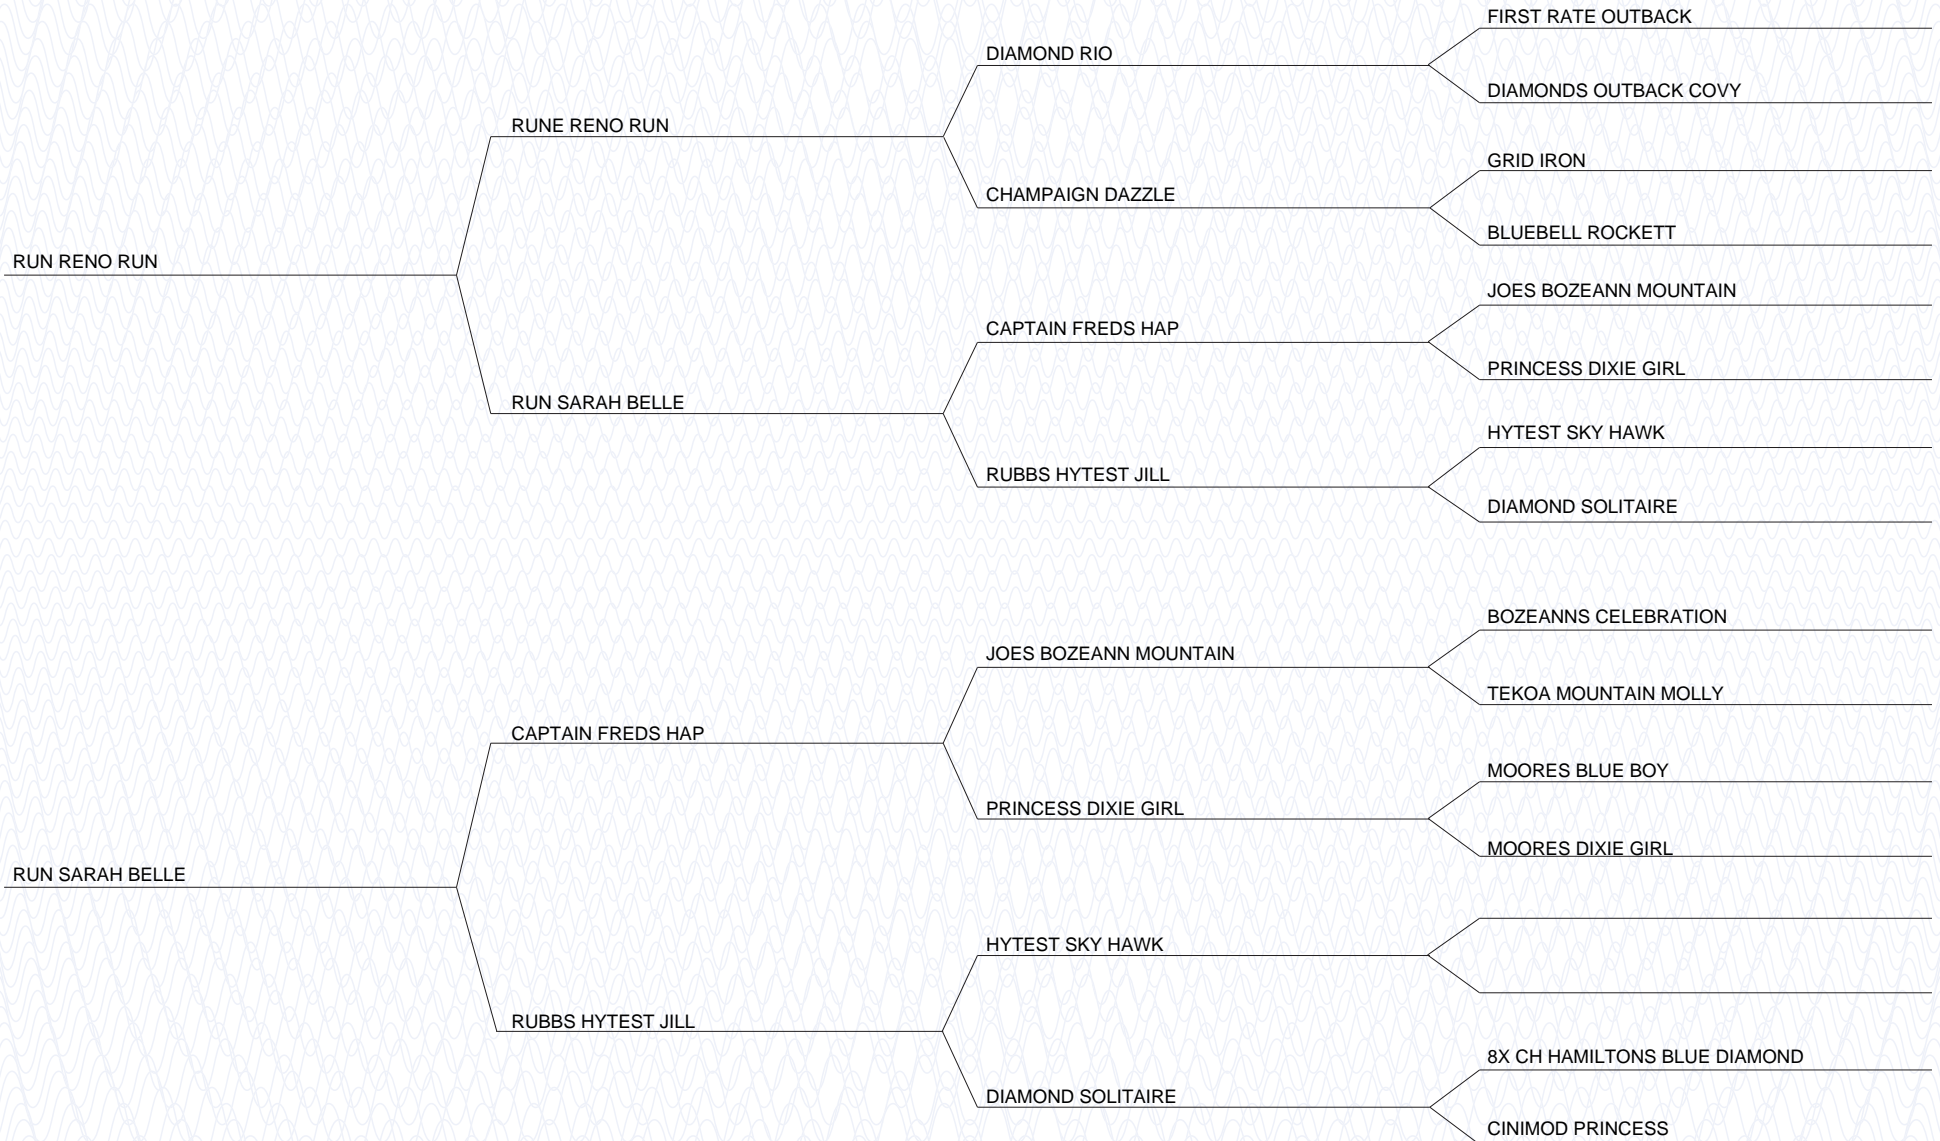 FIRST RATE OUTBACK
DIAMOND RIO
DIAMONDS OUTBACK COVY
RUNE RENO RUN
GRID IRON
CHAMPAIGN DAZZLE
BLUEBELL ROCKETT
RUN RENO RUN
JOES BOZEANN MOUNTAIN
CAPTAIN FREDS HAP
PRINCESS DIXIE GIRL
RUN SARAH BELLE
HYTEST SKY HAWK
RUBBS HYTEST JILL
DIAMOND SOLITAIRE
BOZEANNS CELEBRATION
JOES BOZEANN MOUNTAIN
TEKOA MOUNTAIN MOLLY
CAPTAIN FREDS HAP
MOORES BLUE BOY
PRINCESS DIXIE GIRL
MOORES DIXIE GIRL
RUN SARAH BELLE
HYTEST SKY HAWK
RUBBS HYTEST JILL
8X CH HAMILTONS BLUE DIAMOND
DIAMOND SOLITAIRE
CINIMOD PRINCESS